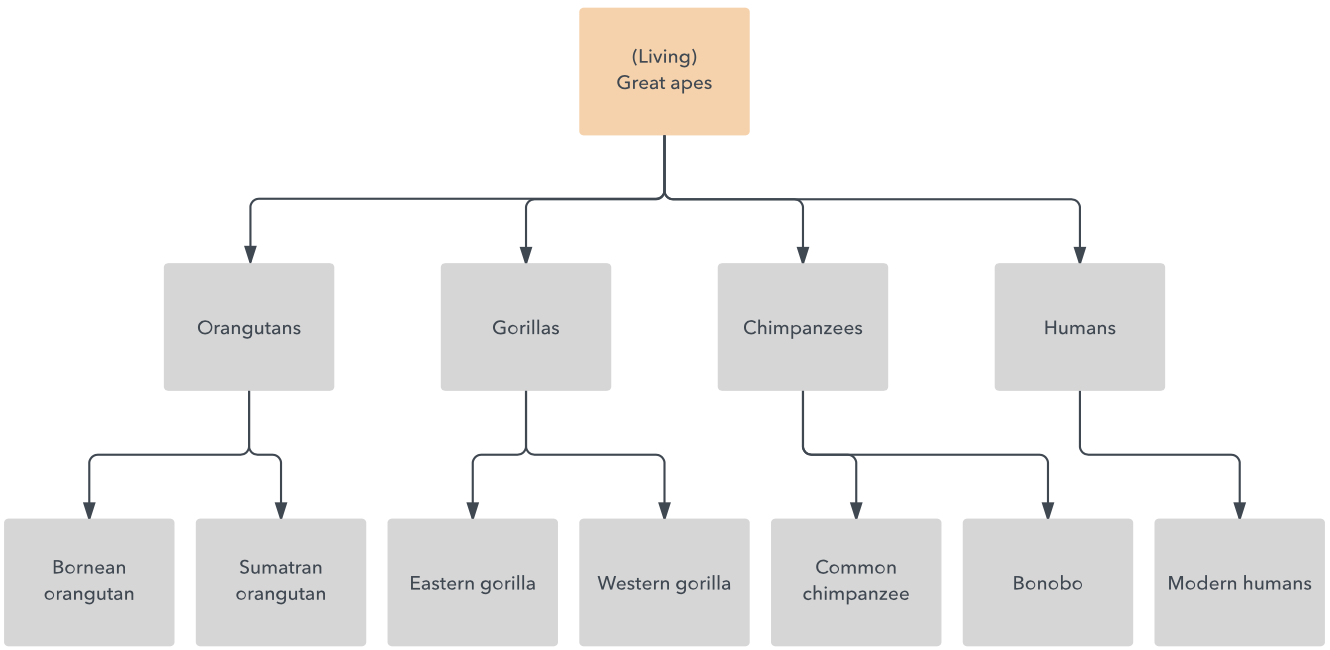 (Living)
Great apes
Orangutans
Gorillas
Chimpanzees
Humans
Bornean
orangutan
Sumatran
orangutan
Eastern gorilla
Western gorilla
Common
chimpanzee
Bonobo
Modern humans